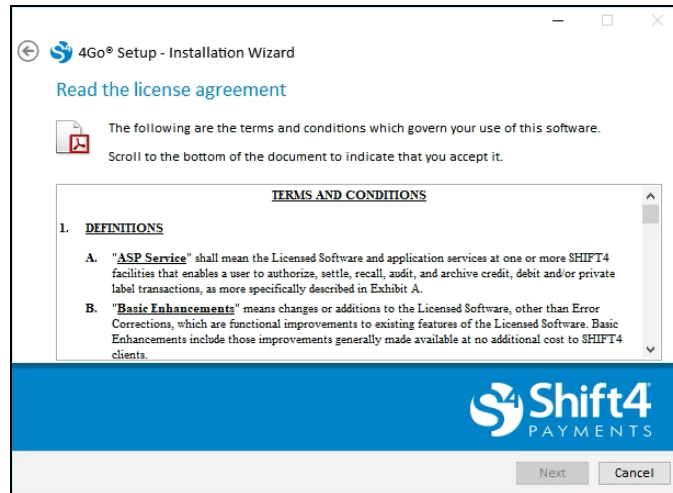 4Go® Setup - Installation Wizard
Read the license agreement
The following are the terms and conditions which govern your use of this software.
Scroll to the bottom of the document to indicate that you accept it.
TERMS AND CONDITIONS
1. DEFINITIONS
A. "ASP Service" shall mean the Licensed Software and application services at one or more SHIFT4
facilities that enables a user to authorize, settle, recall, audit, and archive credit, debit and/or private
label transactions, as more specifically described in Exhibit A.
B. "Basic Enhancements" means changes or additions to the Licensed Software, other than Error
Corrections, which are functional improvements to existing features of the Licensed Software. Basic
Enhancements include those improvements generally made available at no additional cost to SHIFT4
clients.
Shift4
PAYMENTS
Next Cancel